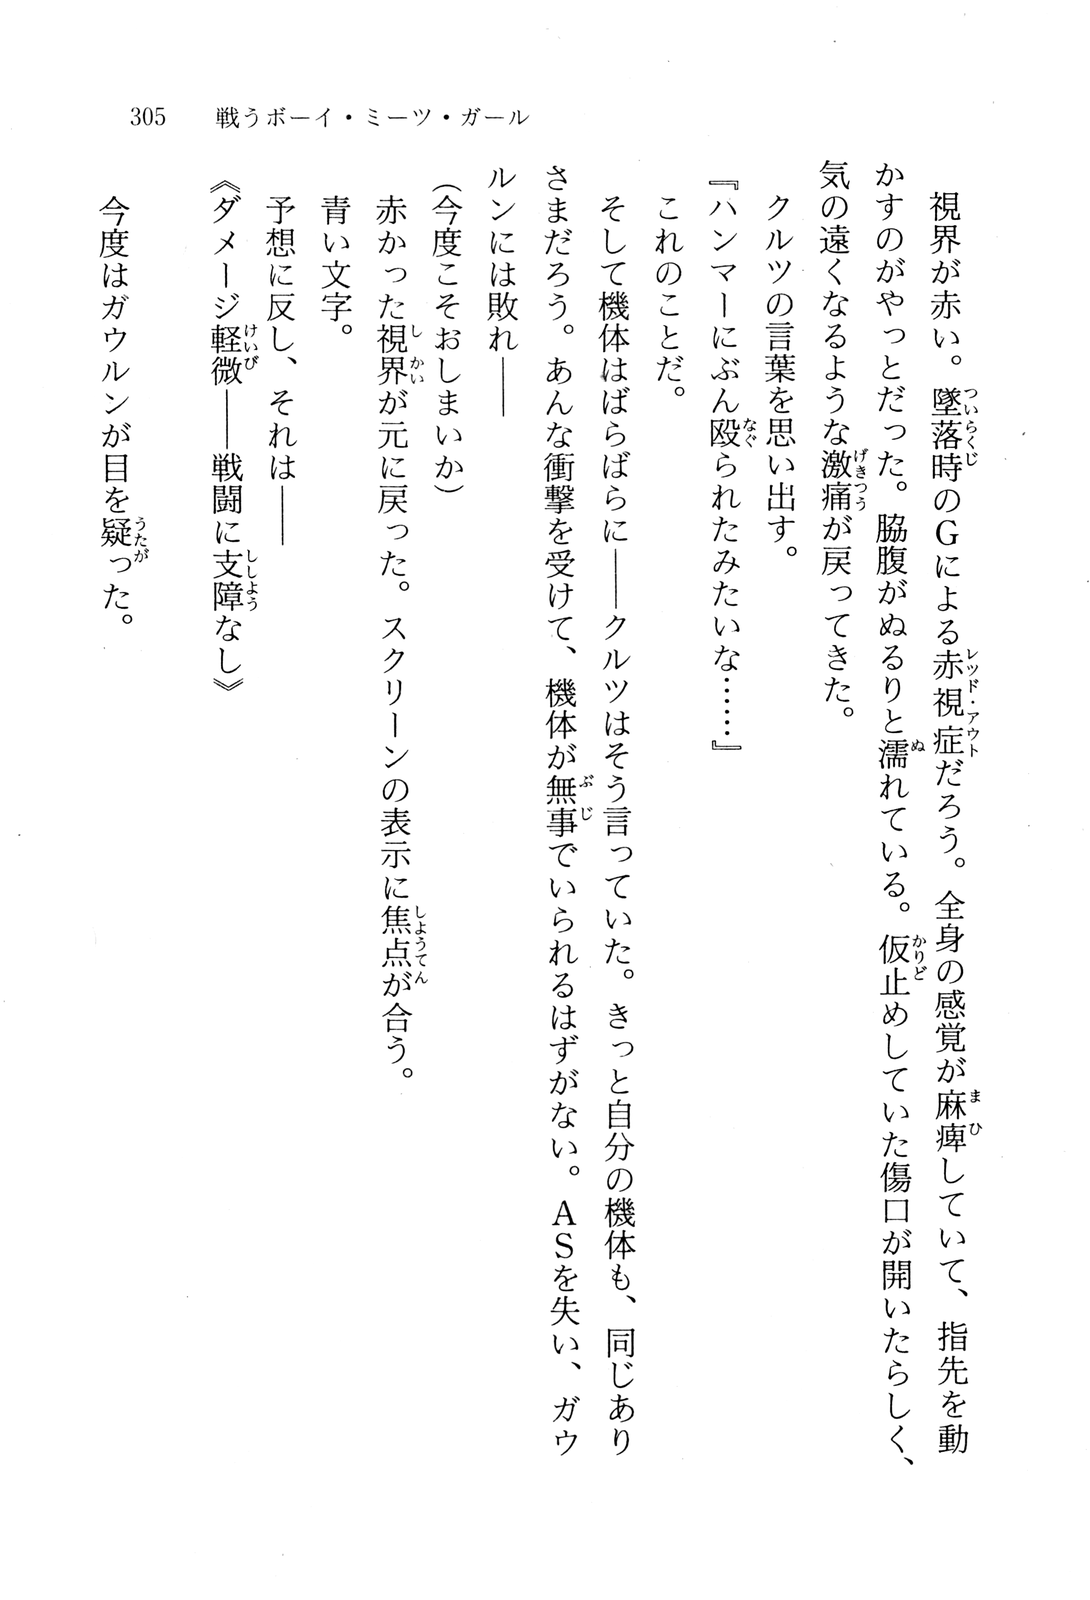 305　戦うボーイ・ミーツ・ガール
　視界が赤い。墜落時のGによる赤視症だろう。全身の感覚が麻痺していて、指先を動
かすのがやっとだった。脇腹がぬるりと濡れている。仮止めしていた傷口が開いたらしく、
気の遠くなるような激痛が戻ってきた。
　クルツの言葉を思い出す。
『ハンマーにぶん殴られたみたいな……』
　これのことだ。
　そして機体はばらばらに――クルツはそう言っていた。きっと自分の機体も、同じあり
さまだろう。あんな衝撃を受けて、機体が無事でいられるはずがない。ASを失い、ガウ
ルンには敗れ――
（今度こそおしまいか）
　赤かった視界が元に戻った。スクリーンの表示に焦点が合う。
　青い文字。
　予想に反し、それは――
《ダメージ軽微――戦闘に支障なし》
　今度はガウルンが目を疑った。